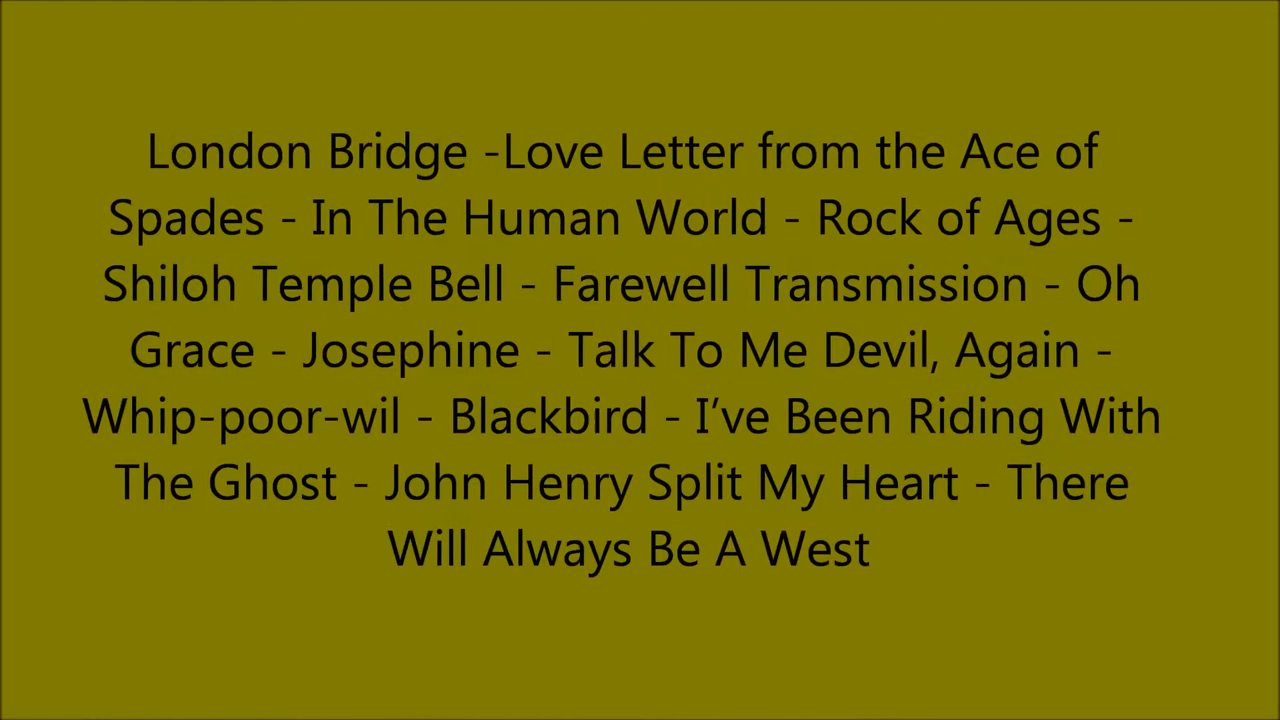 London Bridge -Love Letter from the Ace of
Spades - In The Human World - Rock of Ages -
Shiloh Temple Bell - Farewell Transmission - Oh
Grace - Josephine - Talk To Me Devil, Again -
Whip-poor-wil - Blackbird - I’ve Been Riding With
The Ghost - John Henry Split My Heart - There
Will Always Be A West